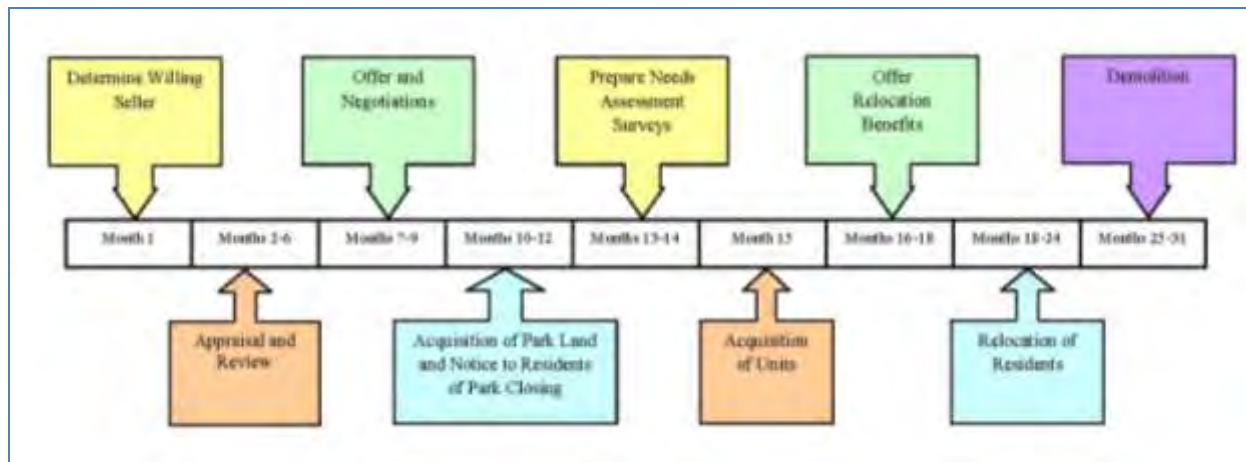 Determine Willing
Seller
Offer and
Negotiations
Prepare Needs
Assessment
Surveys
Offer
Relocation
Benefits
Demolition
Month 1
Months 2-6
Months 7-9
Months 10-12
Months 13-14
Month 15
Months 16-18
Months 18-24
Months 25-31
Appraisal and
Review
Acquisition of Park Land
and Notice to Residents
of Park Closing
Acquisition
of Units
Relocation of
Residents